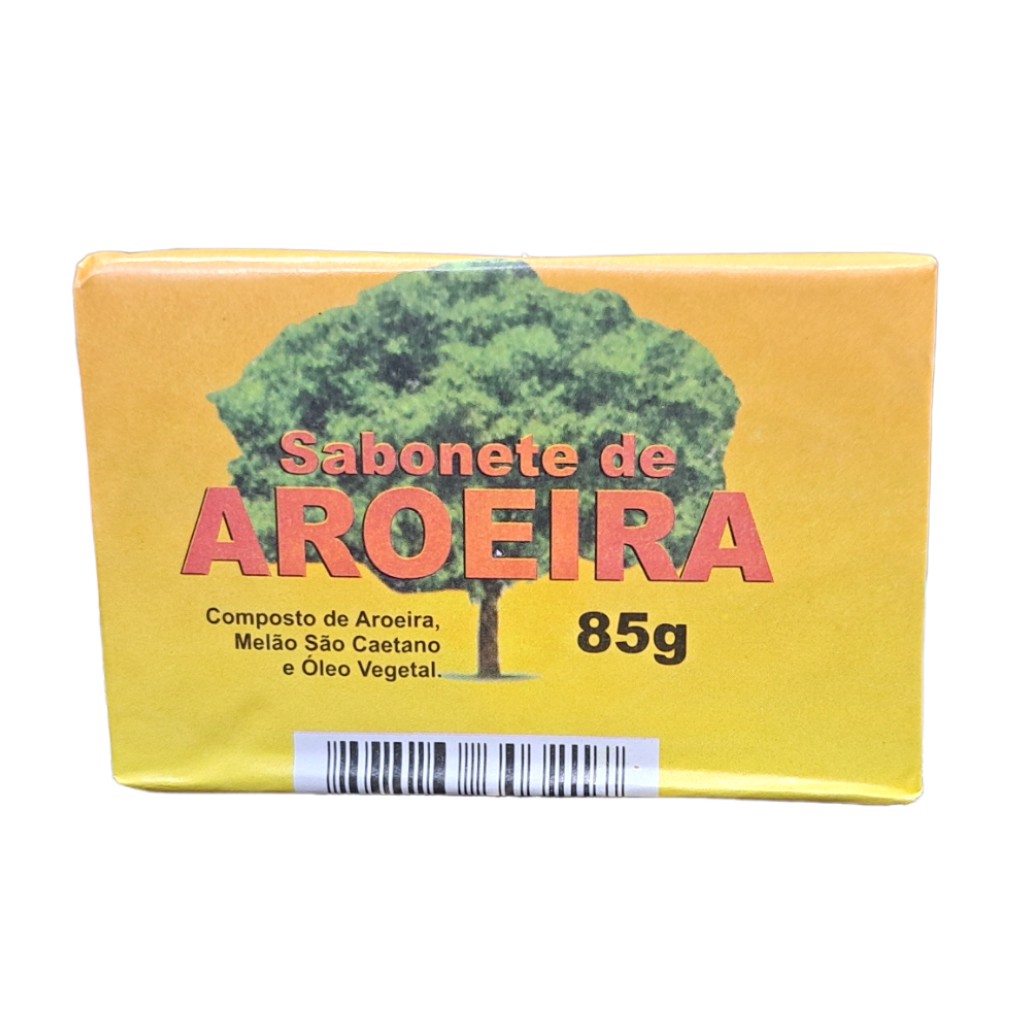 Sabonete de
AROEIRA
Composto de Aroeira,
Melão São Caetano
e Óleo Vegetal.
85g